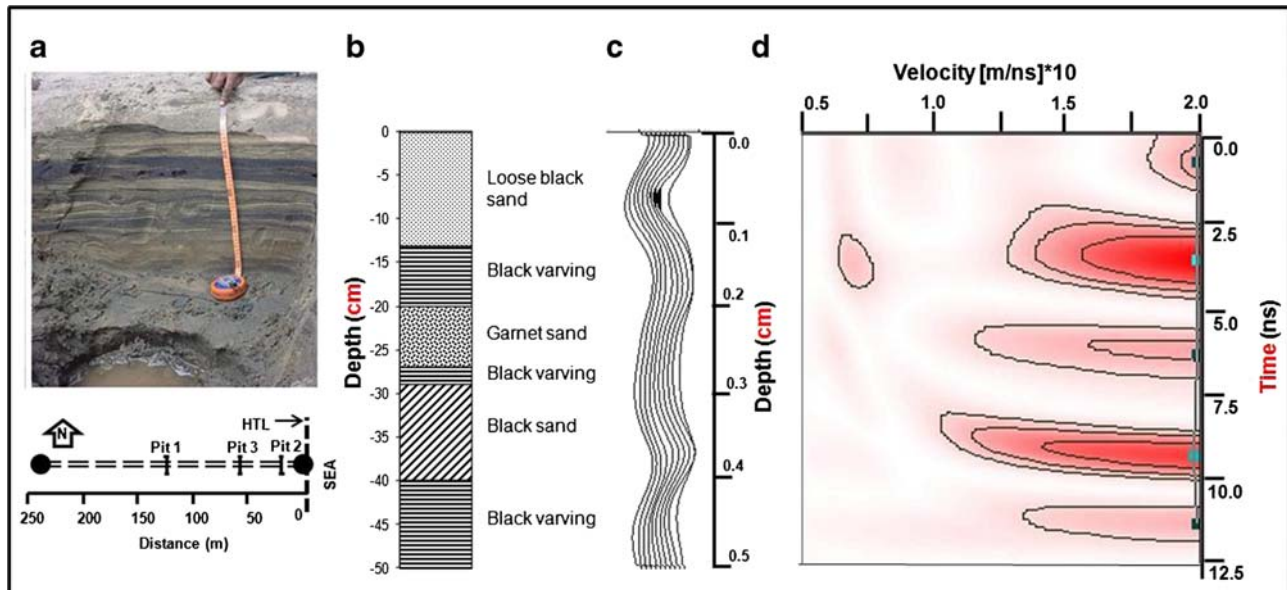 a
b
c
d
HTL
N
Pit 1
Pit 3
Pit 2
SEA
250
200
150
100
50
0
Distance (m)
Depth (cm)
0
-5
-10
-15
-20
-25
-30
-35
-40
-45
-50
Loose black
sand
Black varving
Garnet sand
Black varving
Black sand
Black varving
0.0
0.1
0.2
0.3
0.4
0.5
Depth (cm)
Velocity [m/ns]*10
0.5
1.0
1.5
2.0
0.0
2.5
5.0
7.5
10.0
12.5
Time (ns)